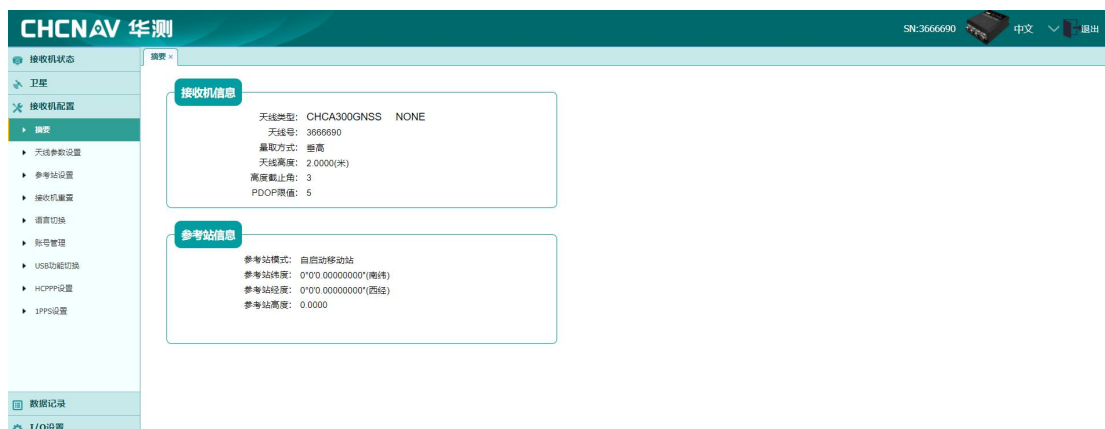 CHCNAV 华测
SN:3666690 中文 退出
接收机状态
卫星
接收机配置
摘要
天线参数设置
参考站设置
接收机重置
语言切换
账号管理
USB功能切换
HCPPP设置
1PPS设置
数据记录
I/O设置
摘要 ×
接收机信息
天线类型: CHCA300GNSS NONE
天线号: 3666690
量取方式: 垂高
天线高度: 2.0000(米)
高度截止角: 3
PDOP限值: 5
参考站信息
参考站模式: 自启动移动站
参考站纬度: 0°0'0.00000000"(南纬)
参考站经度: 0°0'0.00000000"(西经)
参考站高度: 0.0000